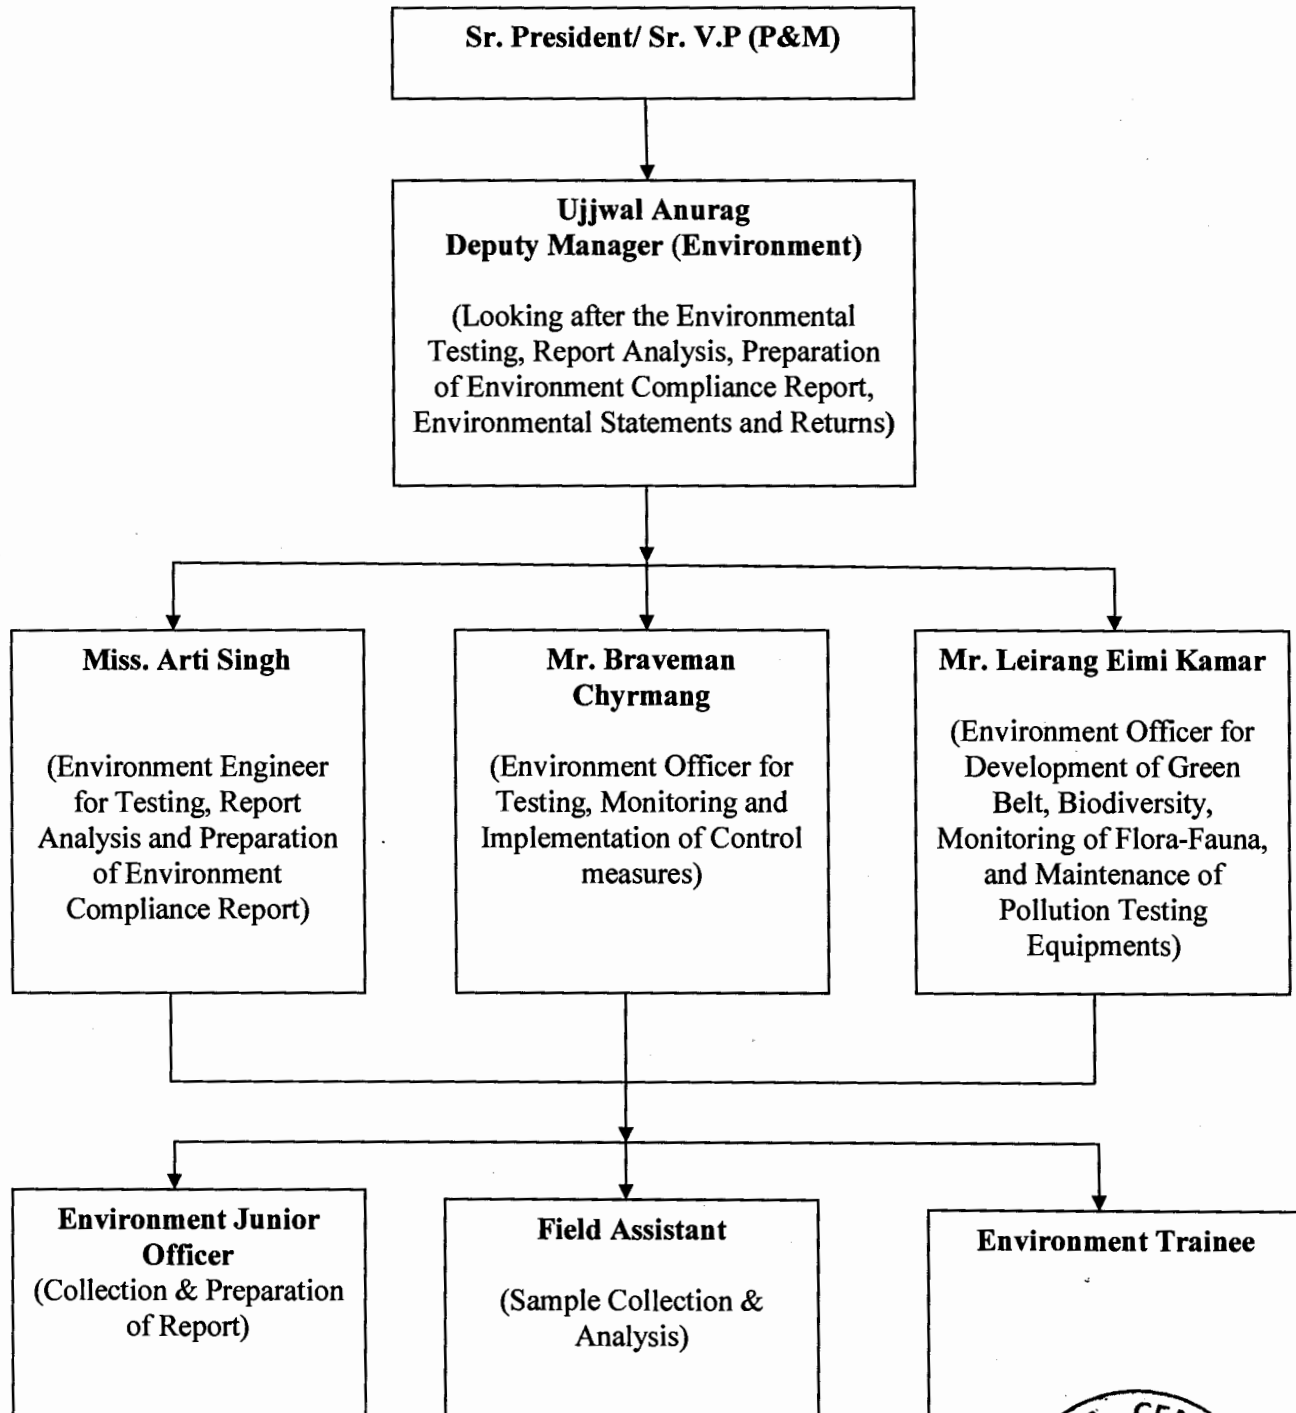 Sr. President/ Sr. V.P (P&M)
Ujjwal Anurag
Deputy Manager (Environment)
(Looking after the Environmental
Testing, Report Analysis, Preparation
of Environment Compliance Report,
Environmental Statements and Returns)
Miss. Arti Singh
(Environment Engineer
for Testing, Report
Analysis and Preparation
of Environment
Compliance Report)
Mr. Braveman
Chyrmang
(Environment Officer for
Testing, Monitoring and
Implementation of Control
measures)
Mr. Leirang Eimi Kamar
(Environment Officer for
Development of Green
Belt, Biodiversity,
Monitoring of Flora-Fauna,
and Maintenance of
Pollution Testing
Equipments)
Environment Junior
Officer
(Collection & Preparation
of Report)
Field Assistant
(Sample Collection &
Analysis)
Environment Trainee